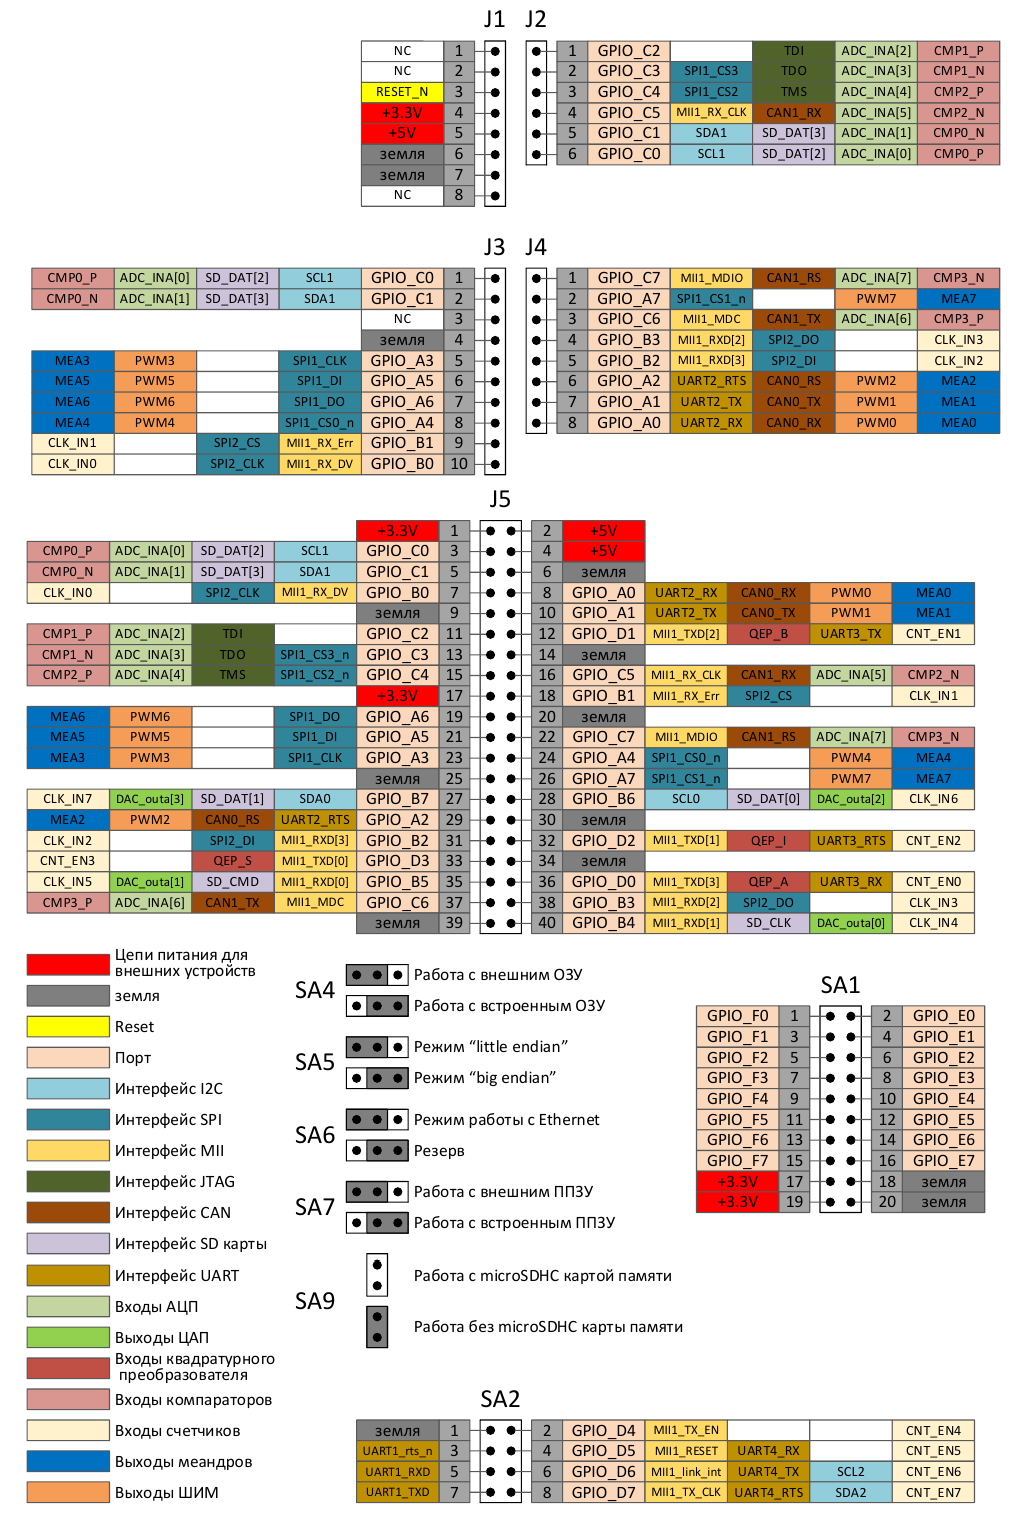 J1 J2
NC 1
NC 2
RESET_N 3
+3.3V 4
+5V 5
земля 6
земля 7
NC 8
1 GPIO_C2 TDI ADC_INA[2] CMP1_P
2 GPIO_C3 SPI1_CS3 TDO ADC_INA[3] CMP1_N
3 GPIO_C4 SPI1_CS2 TMS ADC_INA[4] CMP2_P
4 GPIO_C5 MII1_RX_CLK CAN1_RX ADC_INA[5] CMP2_N
5 GPIO_C1 SDA1 SD_DAT[3] ADC_INA[1] CMP0_N
6 GPIO_C0 SCL1 SD_DAT[2] ADC_INA[0] CMP0_P
J3 J4
CMP0_P ADC_INA[0] SD_DAT[2] SCL1 GPIO_C0 1
CMP0_N ADC_INA[1] SD_DAT[3] SDA1 GPIO_C1 2
NC 3
земля 4
MEA3 PWM3 SPI1_CLK GPIO_A3 5
MEA5 PWM5 SPI1_DI GPIO_A5 6
MEA6 PWM6 SPI1_DO GPIO_A6 7
MEA4 PWM4 SPI1_CS0_n GPIO_A4 8
CLK_IN1 SPI2_CS MII1_RX_Err GPIO_B1 9
CLK_IN0 SPI2_CLK MII1_RX_DV GPIO_B0 10
1 GPIO_C7 MII1_MDIO CAN1_RS ADC_INA[7] CMP3_N
2 GPIO_A7 SPI1_CS1_n PWM7 MEA7
3 GPIO_C6 MII1_MDC CAN1_TX ADC_INA[6] CMP3_P
4 GPIO_B3 MII1_RXD[2] SPI2_DO CLK_IN3
5 GPIO_B2 MII1_RXD[3] SPI2_DI CLK_IN2
6 GPIO_A2 UART2_RTS CAN0_RS PWM2 MEA2
7 GPIO_A1 UART2_TX CAN0_TX PWM1 MEA1
8 GPIO_A0 UART2_RX CAN0_RX PWM0 MEA0
J5
+3.3V 1 2 +5V
CMP0_P ADC_INA[0] SD_DAT[2] SCL1 GPIO_C0 3 4 +5V
CMP0_N ADC_INA[1] SD_DAT[3] SDA1 GPIO_C1 5 6 земля
CLK_IN0 SPI2_CLK MII1_RX_DV GPIO_B0 7 8 GPIO_A0 UART2_RX CAN0_RX PWM0 MEA0
земля 9 10 GPIO_A1 UART2_TX CAN0_TX PWM1 MEA1
CMP1_P ADC_INA[2] TDI GPIO_C2 11 12 GPIO_D1 MII1_TXD[2] QEP_B UART3_TX CNT_EN1
CMP1_N ADC_INA[3] TDO SPI1_CS3_n GPIO_C3 13 14 земля
CMP2_P ADC_INA[4] TMS SPI1_CS2_n GPIO_C4 15 16 GPIO_C5 MII1_RX_CLK CAN1_RX ADC_INA[5] CMP2_N
+3.3V 17 18 GPIO_B1 MII1_RX_Err SPI2_CS CLK_IN1
MEA6 PWM6 SPI1_DO GPIO_A6 19 20 земля
MEA5 PWM5 SPI1_DI GPIO_A5 21 22 GPIO_C7 MII1_MDIO CAN1_RS ADC_INA[7] CMP3_N
MEA3 PWM3 SPI1_CLK GPIO_A3 23 24 GPIO_A4 SPI1_CS0_n PWM4 MEA4
земля 25 26 GPIO_A7 SPI1_CS1_n PWM7 MEA7
CLK_IN7 DAC_outa[3] SD_DAT[1] SDA0 GPIO_B7 27 28 GPIO_B6 SCL0 SD_DAT[0] DAC_outa[2] CLK_IN6
MEA2 PWM2 CAN0_RS UART2_RTS GPIO_A2 29 30 земля
CLK_IN2 SPI2_DI MII1_RXD[3] GPIO_B2 31 32 GPIO_D2 MII1_TXD[1] QEP_I UART3_RTS CNT_EN2
CNT_EN3 QEP_S MII1_TXD[0] GPIO_D3 33 34 земля
CLK_IN5 DAC_outa[1] SD_CMD MII1_RXD[0] GPIO_B5 35 36 GPIO_D0 MII1_TXD[3] QEP_A UART3_RX CNT_EN0
CMP3_P ADC_INA[6] CAN1_TX MII1_MDC GPIO_C6 37 38 GPIO_B3 MII1_RXD[2] SPI2_DO CLK_IN3
земля 39 40 GPIO_B4 MII1_RXD[1] SD_CLK DAC_outa[0] CLK_IN4
Цепи питания для
внешних устройств
земля
Reset
Порт
Интерфейс I2C
Интерфейс SPI
Интерфейс MII
Интерфейс JTAG
Интерфейс CAN
Интерфейс SD карты
Интерфейс UART
Входы АЦП
Выходы ЦАП
Входы квадратурного
преобразователя
Входы компараторов
Входы счетчиков
Выходы меандров
Выходы ШИМ
SA4
Работа с внешним ОЗУ
Работа с встроенным ОЗУ
SA5
Режим “little endian”
Режим “big endian”
SA6
Режим работы с Ethernet
Резерв
SA7
Работа с внешним ППЗУ
Работа с встроенным ППЗУ
SA9
Работа с microSDHC картой памяти
Работа без microSDHC карты памяти
SA1
GPIO_F0 1 2 GPIO_E0
GPIO_F1 3 4 GPIO_E1
GPIO_F2 5 6 GPIO_E2
GPIO_F3 7 8 GPIO_E3
GPIO_F4 9 10 GPIO_E4
GPIO_F5 11 12 GPIO_E5
GPIO_F6 13 14 GPIO_E6
GPIO_F7 15 16 GPIO_E7
+3.3V 17 18 земля
+3.3V 19 20 земля
SA2
земля 1 2 GPIO_D4 MII1_TX_EN CNT_EN4
UART1_rts_n 3 4 GPIO_D5 MII1_RESET UART4_RX CNT_EN5
UART1_RXD 5 6 GPIO_D6 MII1_link_int UART4_TX SCL2 CNT_EN6
UART1_TXD 7 8 GPIO_D7 MII1_TX_CLK UART4_RTS SDA2 CNT_EN7